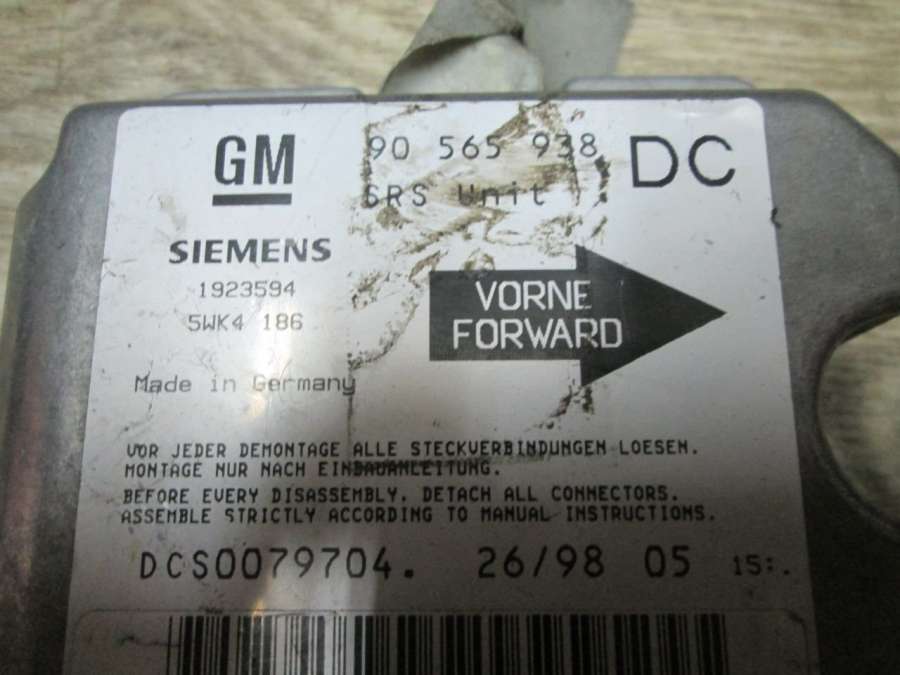 GM
90 565 938 DC
SRS Unit
SIEMENS
1923594
5WK4 186
VORNE
FORWARD
Made in Germany
VOR JEDER DEMONTAGE ALLE STECKVERBINDUNGEN LOESEN.
MONTAGE NUR NACH EINBAUANLEITUNG.
BEFORE EVERY DISASSEMBLY, DETACH ALL CONNECTORS.
ASSEMBLE STRICTLY ACCORDING TO MANUAL INSTRUCTIONS.
DCS0079704. 26/98 05 15:.